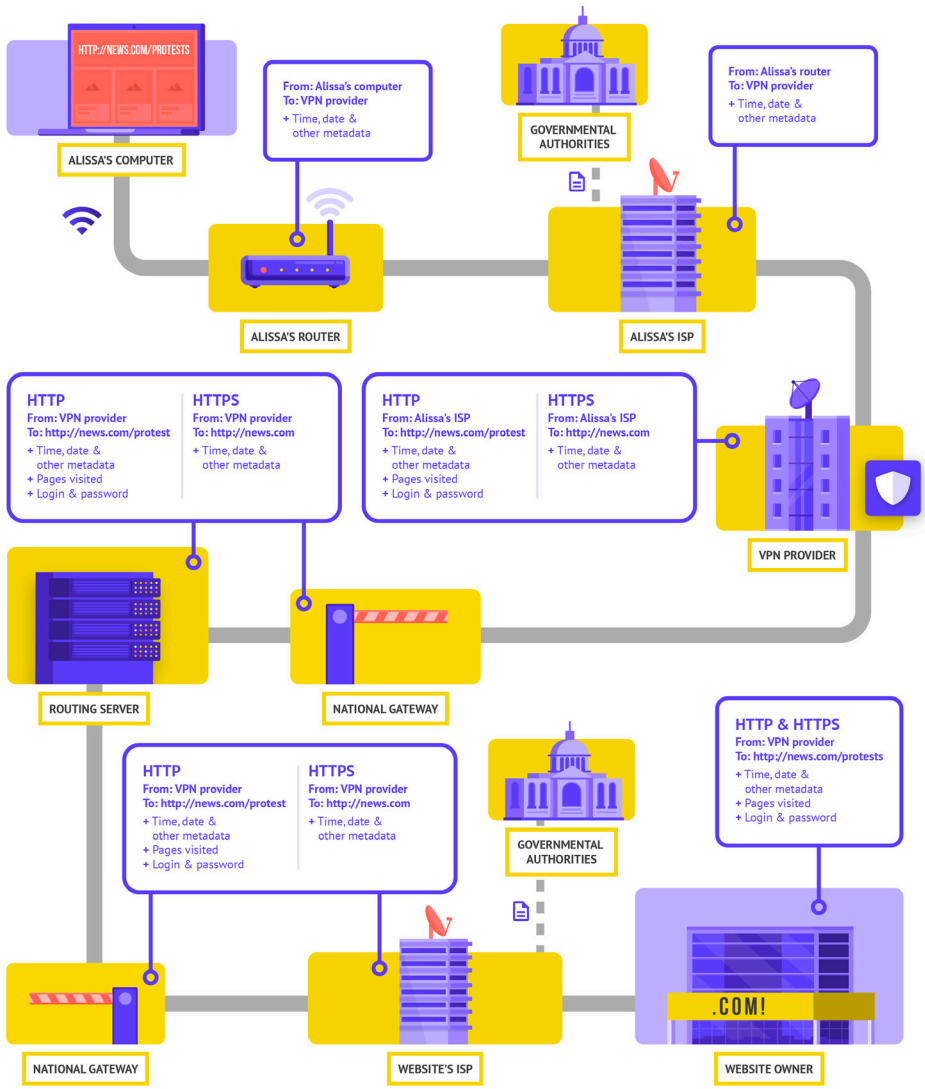 HTTP://NEWS.COM/PROTESTS
ALISSA'S COMPUTER
From: Alissa's computer
To: VPN provider
+ Time, date &
other metadata
ALISSA'S ROUTER
GOVERNMENTAL
AUTHORITIES
From: Alissa's router
To: VPN provider
+ Time, date &
other metadata
ALISSA'S ISP
HTTP
From: VPN provider
To: http://news.com/protest
+ Time, date &
other metadata
+ Pages visited
+ Login & password
HTTPS
From: VPN provider
To: http://news.com
+ Time, date &
other metadata
HTTP
From: Alissa's ISP
To: http://news.com/protest
+ Time, date &
other metadata
+ Pages visited
+ Login & password
HTTPS
From: Alissa's ISP
To: http://news.com
+ Time, date &
other metadata
VPN PROVIDER
ROUTING SERVER
NATIONAL GATEWAY
HTTP
From: VPN provider
To: http://news.com/protest
+ Time, date &
other metadata
+ Pages visited
+ Login & password
HTTPS
From: VPN provider
To: http://news.com
+ Time, date &
other metadata
GOVERNMENTAL
AUTHORITIES
HTTP & HTTPS
From: VPN provider
To: http://news.com/protests
+ Time, date &
other metadata
+ Pages visited
+ Login & password
.COM!
NATIONAL GATEWAY
WEBSITE'S ISP
WEBSITE OWNER